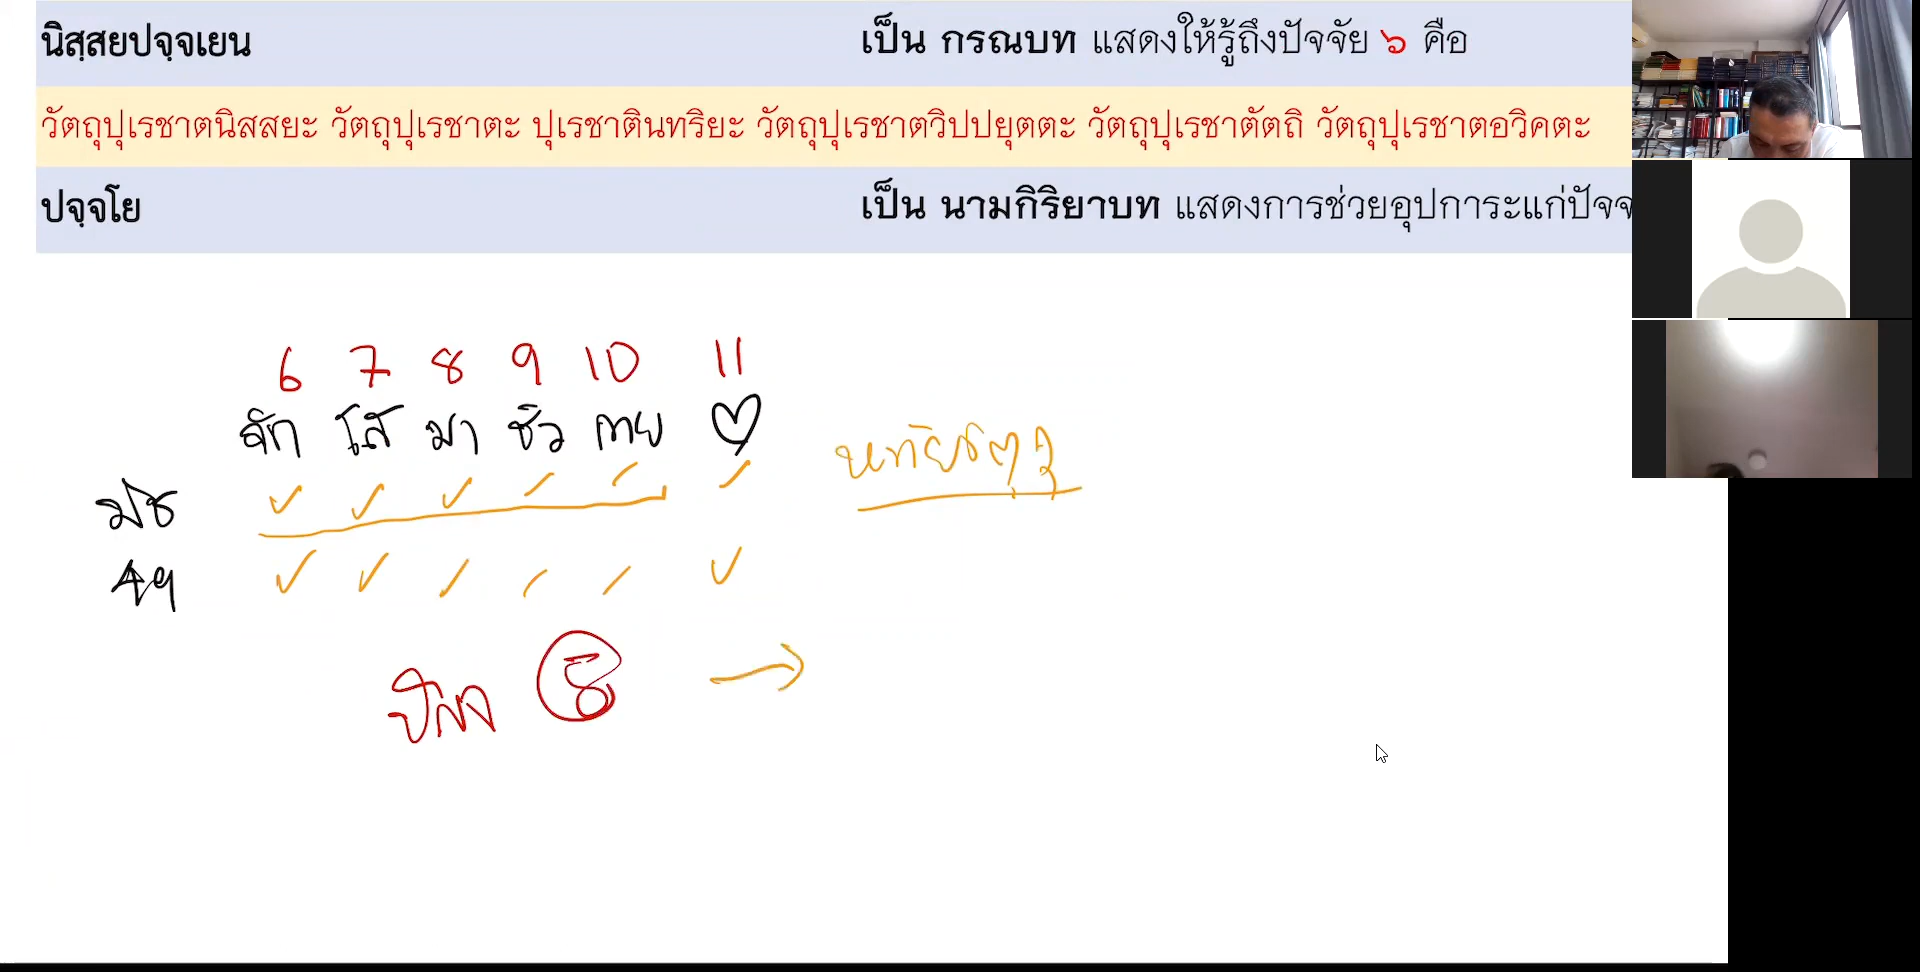 นิสฺสยปจฺจเยน เป็น กรณบท แสดงให้รู้ถึงปัจจัย ๖ คือ
วัตถุปุเรชาตนิสสยะ วัตถุปุเรชาตะ ปุเรชาตินทริยะ วัตถุปุเรชาตวิปปยุตตะ วัตถุปุเรชาตัตถิ วัตถุปุเรชาตอวิคตะ
ปจฺจโย เป็น นามกิริยาบท แสดงการช่วยอุปการะแก่ปัจจ
6 7 8 9 10 11
จัก โส มา ชิว กาย
หทัยวัตถุ
มัช
49